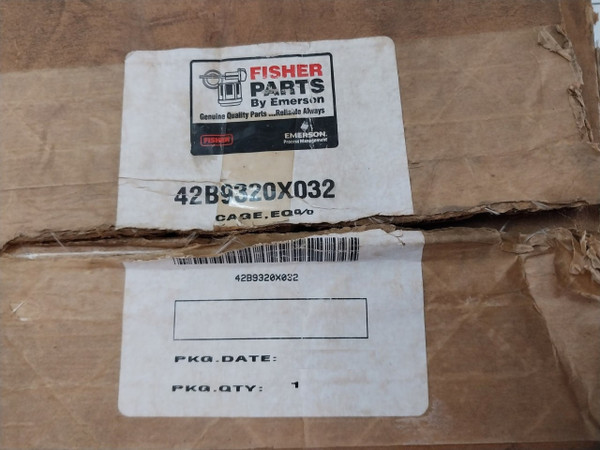 FISHER
PARTS
By Emerson
Genuine Quality Parts ....Reliable Always
FISHER
EMERSON
Process Management
42B9320X032
CAGE,EQ%
42B9320X032
PKG.DATE:
PKG.QTY: 1